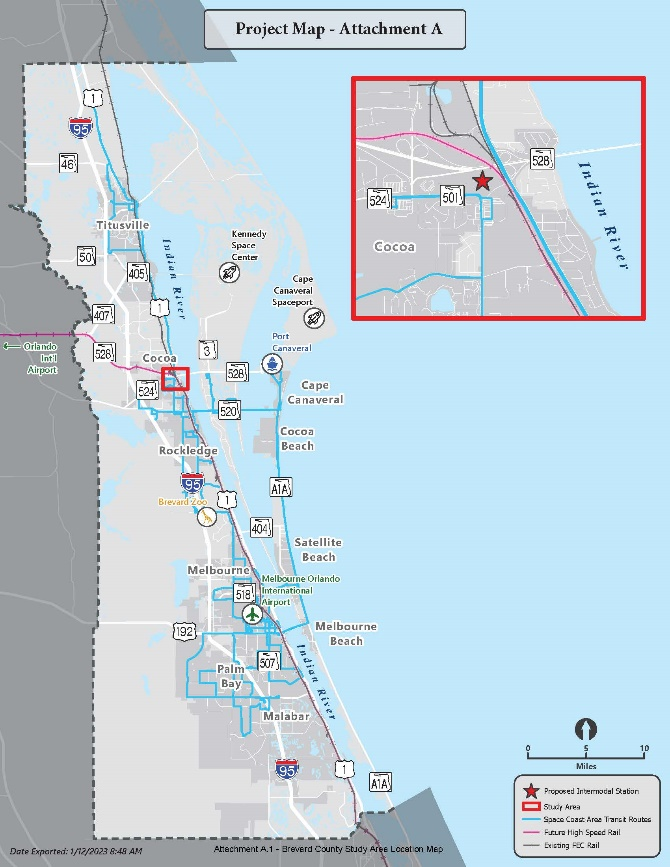 Project Map - Attachment A
1
95
46
Titusville
50
405
Indian River
Kennedy
Space
Center
Cape
Canaveral
Spaceport
407
1
528
Orlando
Int'l
Airport
Cocoa
3
528
Port
Canaveral
524
520
Cape
Canaveral
Cocoa
Beach
Rockledge
95
1
A1A
Brevard Zoo
404
Satellite
Beach
Melbourne
518
Melbourne Orlando
International
Airport
192
Melbourne
Beach
507
Indian River
Palm
Bay
Malabar
95
1
A1A
528
524
501
Cocoa
Indian River
0
5
10
Miles
Proposed Intermodal Station
Study Area
Space Coast Area Transit Routes
Future High Speed Rail
Existing FEC Rail
Date Exported: 1/12/2023 8:48 AM
Attachment A.1 - Brevard County Study Area Location Map